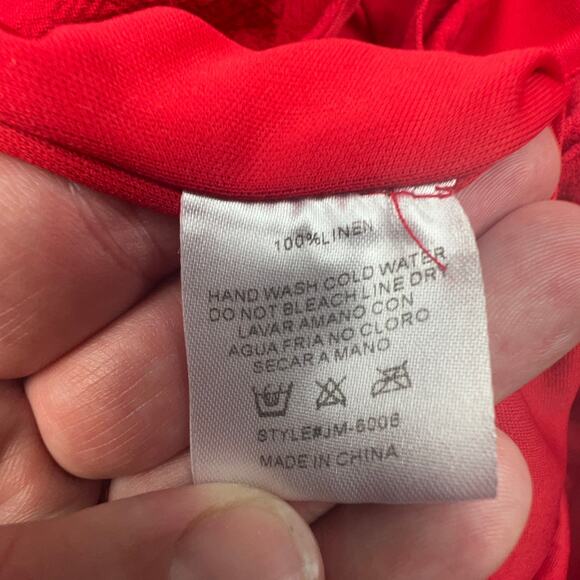 100%LINEN
HAND WASH COLD WATER
DO NOT BLEACH LINE DRY
LAVAR AMANO CON
AGUA FRIA NO CLORO
SECAR A MANO
STYLE#JM-6006
MADE IN CHINA